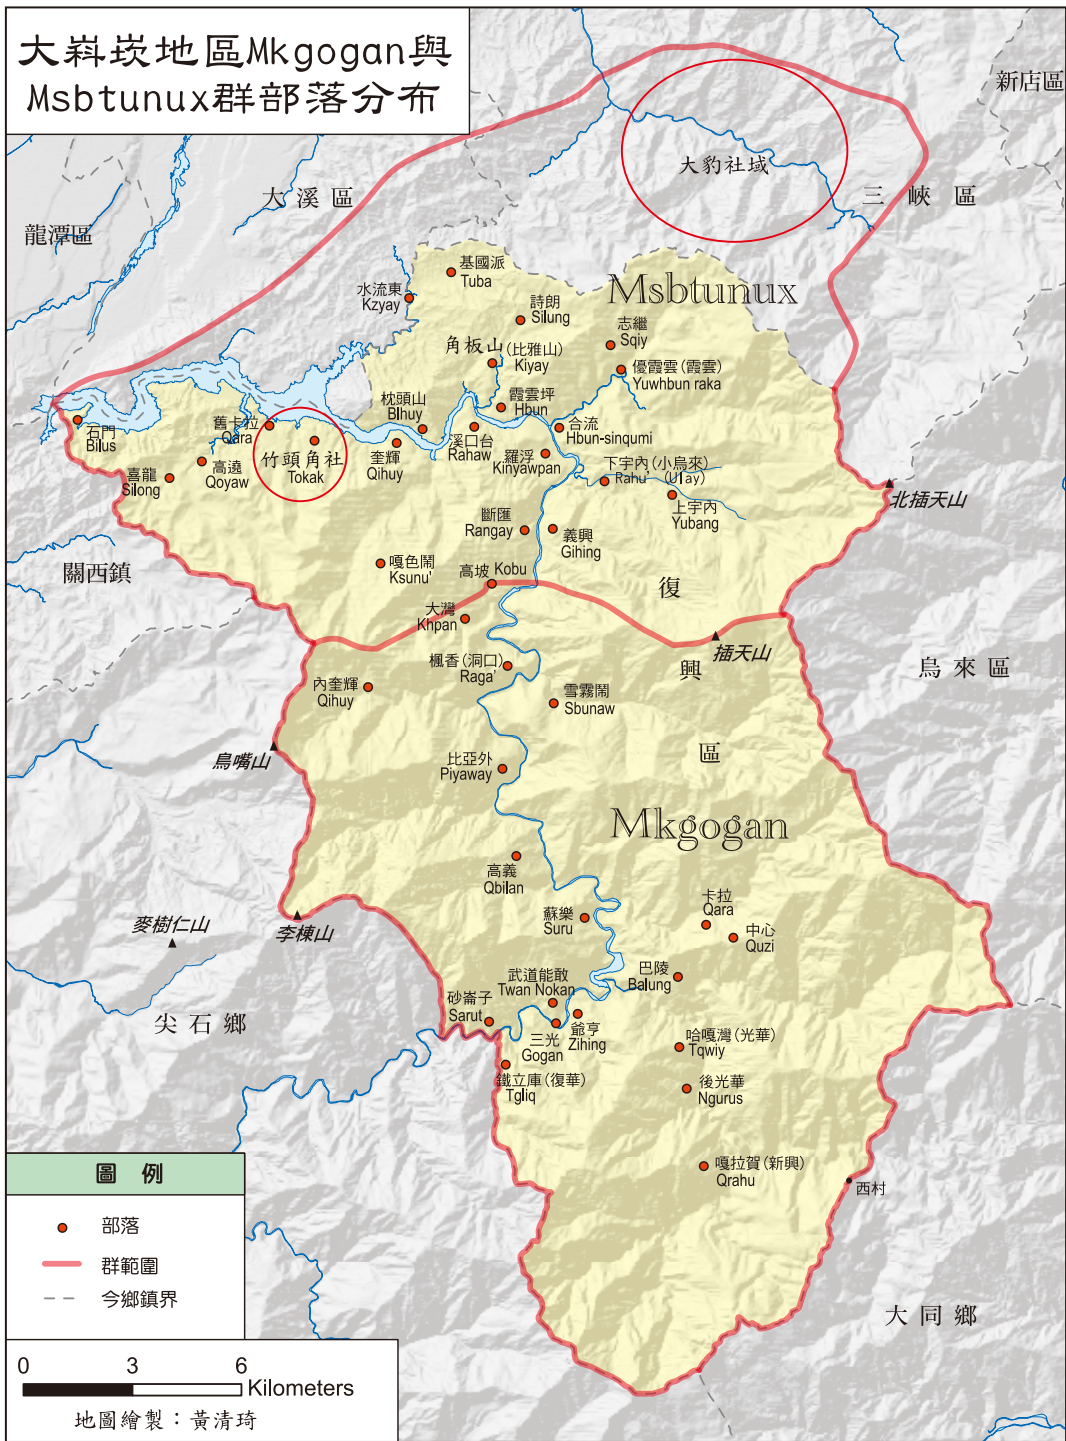 大嵙崁地區Mkgogan與
Msbtunux群部落分布
新店區
大溪區
大豹社域
三峽區
龍潭區
基國派
Tuba
水流東
Kzyay
Msbtunux
詩朗
Silung
志繼
Sqiy
角板山(比雅山)
Kiyay
優霞雲(霞雲)
Yuwhbun raka
枕頭山
Blhuy
霞雲坪
Hbun
石門
Bilus
舊卡拉
Qara
溪口台
Rahaw
合流
Hbun-sinqumi
竹頭角社
Tokak
奎輝
Qihuy
羅浮
Kinyawpan
高遶
Qoyaw
喜龍
Silong
下宇內(小烏來)
Rahu' (Ulay)
上宇內
Yubang
北插天山
斷匯
Rangay
義興
Gihing
關西鎮
嘎色鬧
Ksunu'
高坡 Kobu
復
大灣
Khpan
插天山
楓香(洞口)
Raga'
興
烏來區
內奎輝
Qihuy
雪霧鬧
Sbunaw
區
鳥嘴山
比亞外
Piyaway
Mkgogan
高義
Qbilan
卡拉
Qara
蘇樂
Suru
中心
Quzi
麥樹仁山
李棟山
巴陵
Balung
武道能敢
Twan Nokan
砂崙子
Sarut
尖石鄉
三光
Gogan
爺亨
Zihing
哈嘎灣(光華)
Tqwiy
鐵立庫(復華)
Tgliq
後光華
Ngurus
嘎拉賀(新興)
Qrahu
西村
圖例
部落
群範圍
今鄉鎮界
大同鄉
0 3 6
Kilometers
地圖繪製：黃清琦